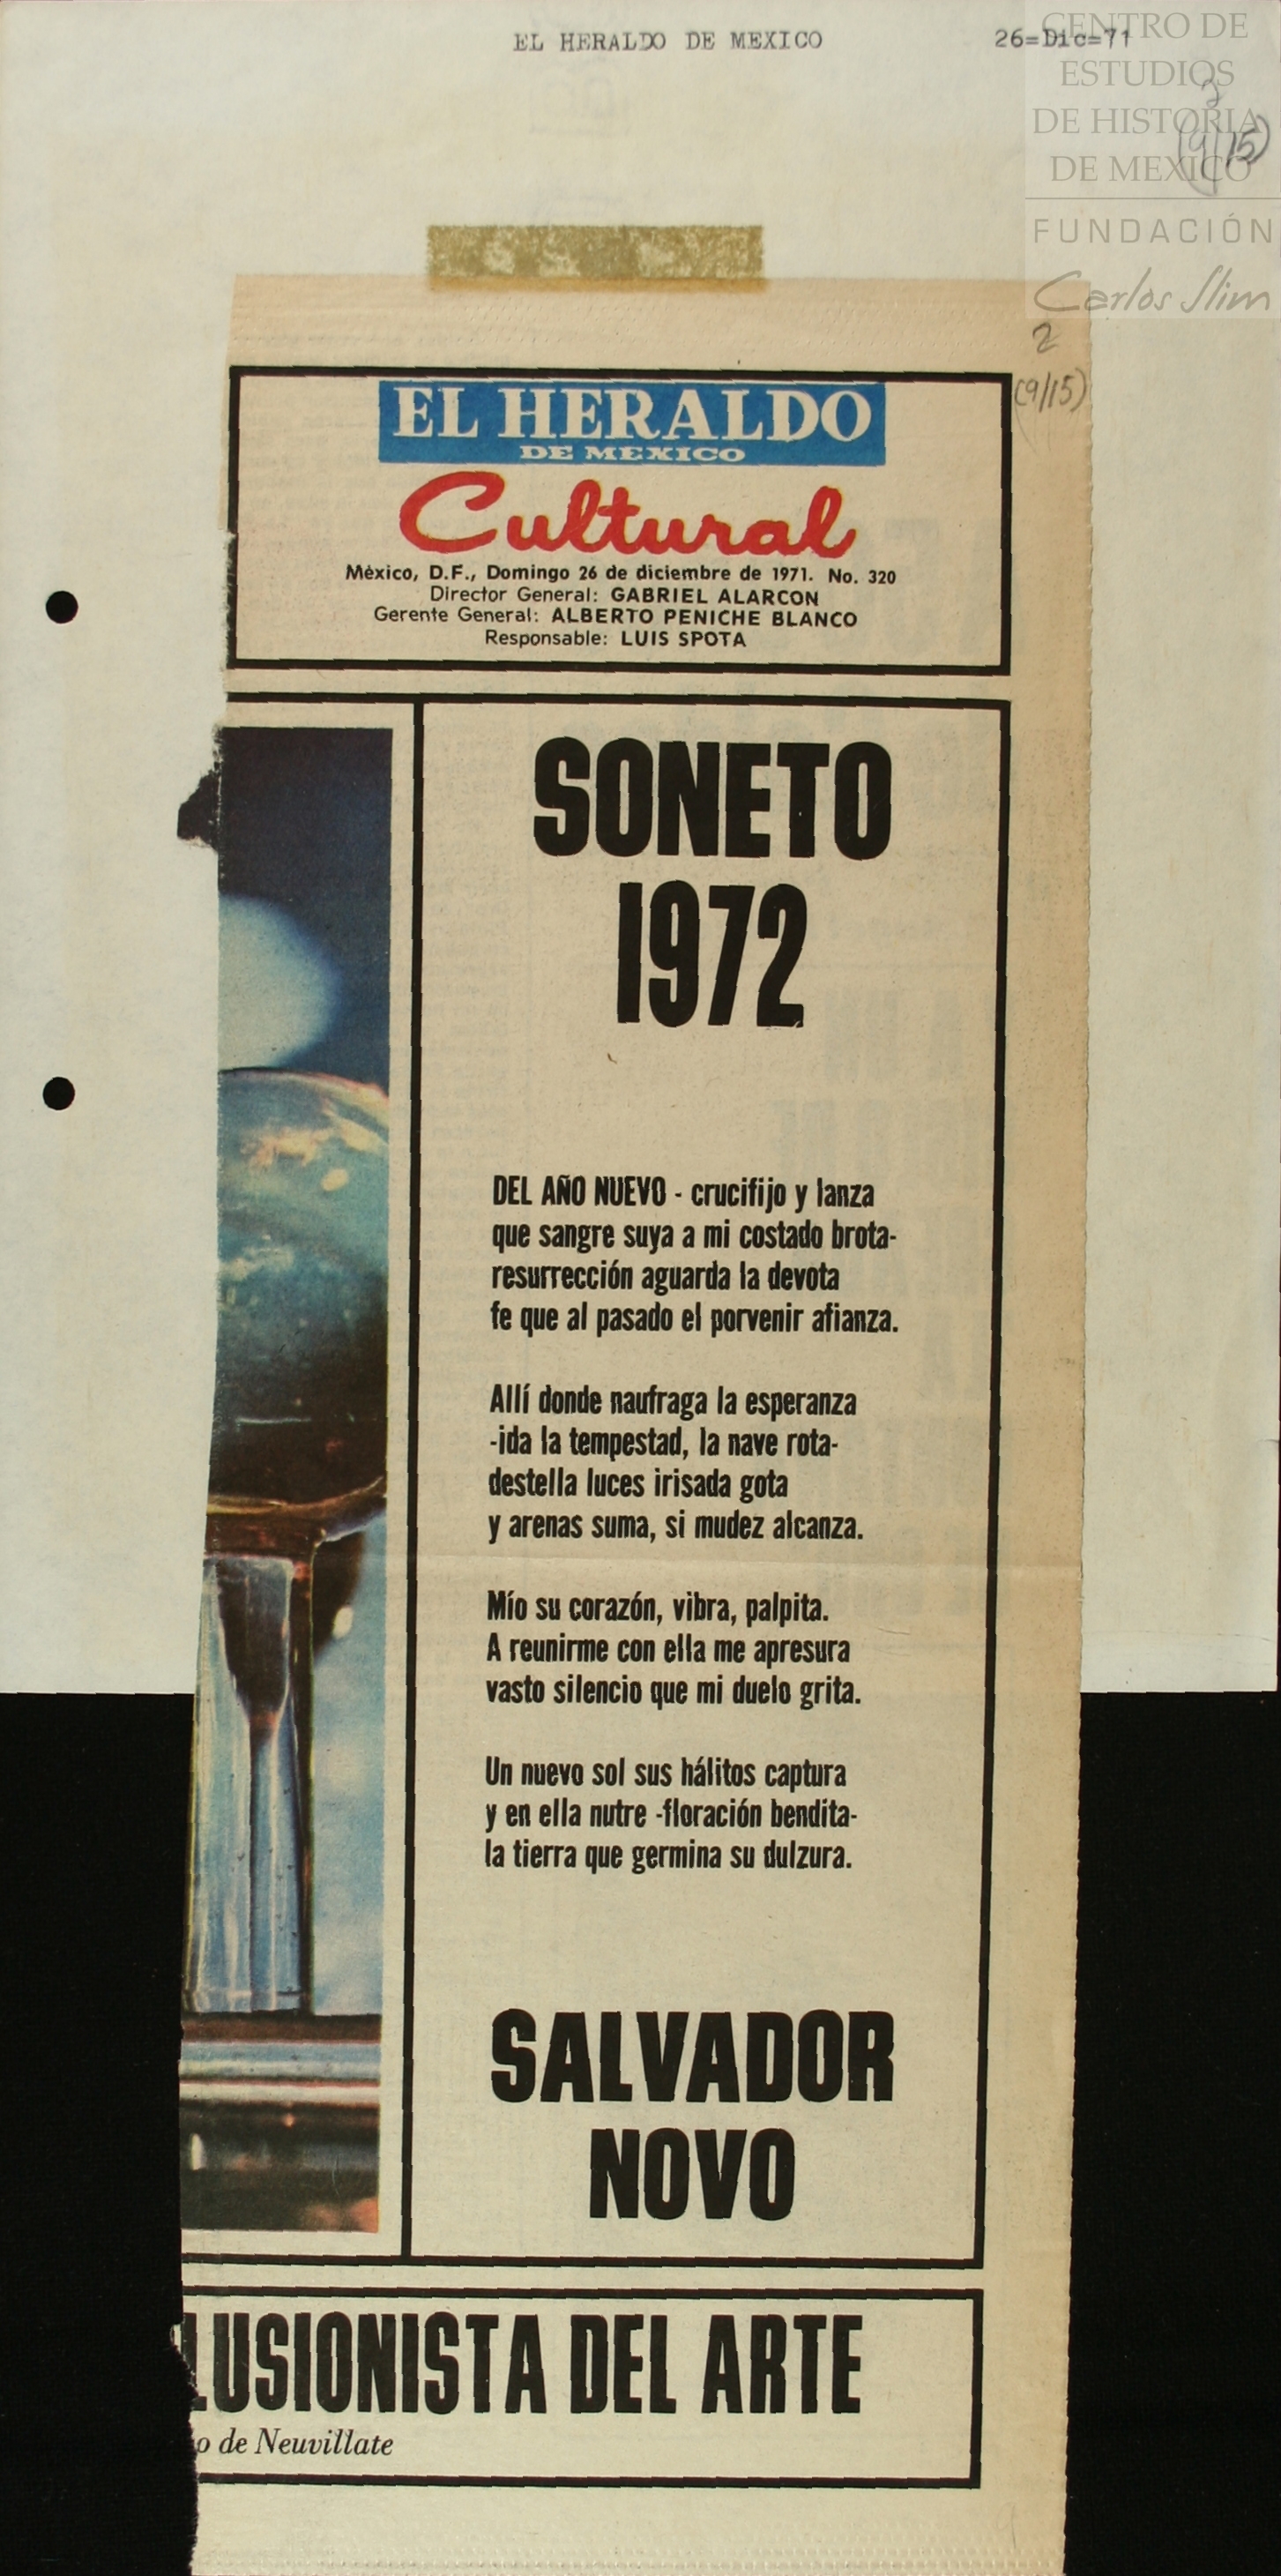 EL HERALDO DE MEXICO 26=Dic=71
CENTRO DE
ESTUDIOS
DE HISTORIA
DE MEXICO
FUNDACIÓN
Carlos Slim
2
(9/15)
2
(9/15)
EL HERALDO
DE MEXICO
Cultural
México, D.F., Domingo 26 de diciembre de 1971. No. 320
Director General: GABRIEL ALARCON
Gerente General: ALBERTO PENICHE BLANCO
Responsable: LUIS SPOTA
SONETO
1972
DEL AÑO NUEVO - crucifijo y lanza
que sangre suya a mi costado brota-
resurrección aguarda la devota
fe que al pasado el porvenir afianza.
Allí donde naufraga la esperanza
-ida la tempestad, la nave rota-
destella luces irisada gota
y arenas suma, si mudez alcanza.
Mío su corazón, vibra, palpita.
A reunirme con ella me apresura
vasto silencio que mi duelo grita.
Un nuevo sol sus hálitos captura
y en ella nutre -floración bendita-
la tierra que germina su dulzura.
SALVADOR
NOVO
LUSIONISTA DEL ARTE
o de Neuvillate